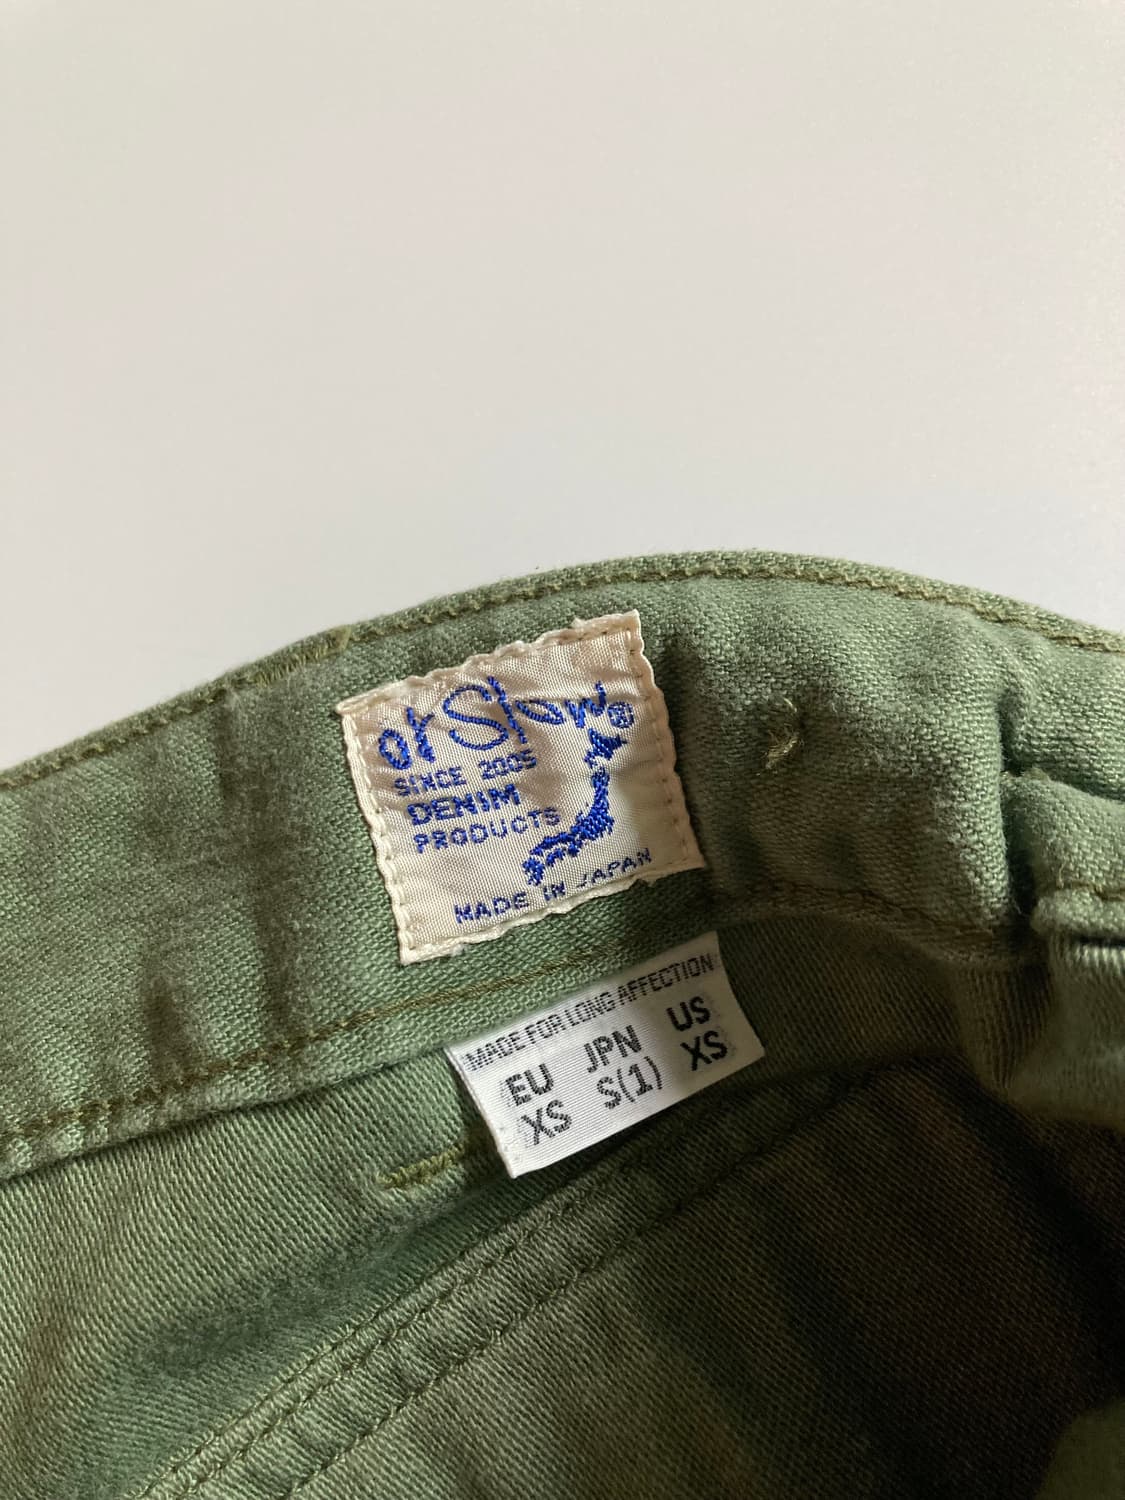 orSlow®
SINCE 2005
DENIM
PRODUCTS
MADE IN JAPAN
MADE FOR LONG AFFECTION
EU JPN US
XS S(1) XS